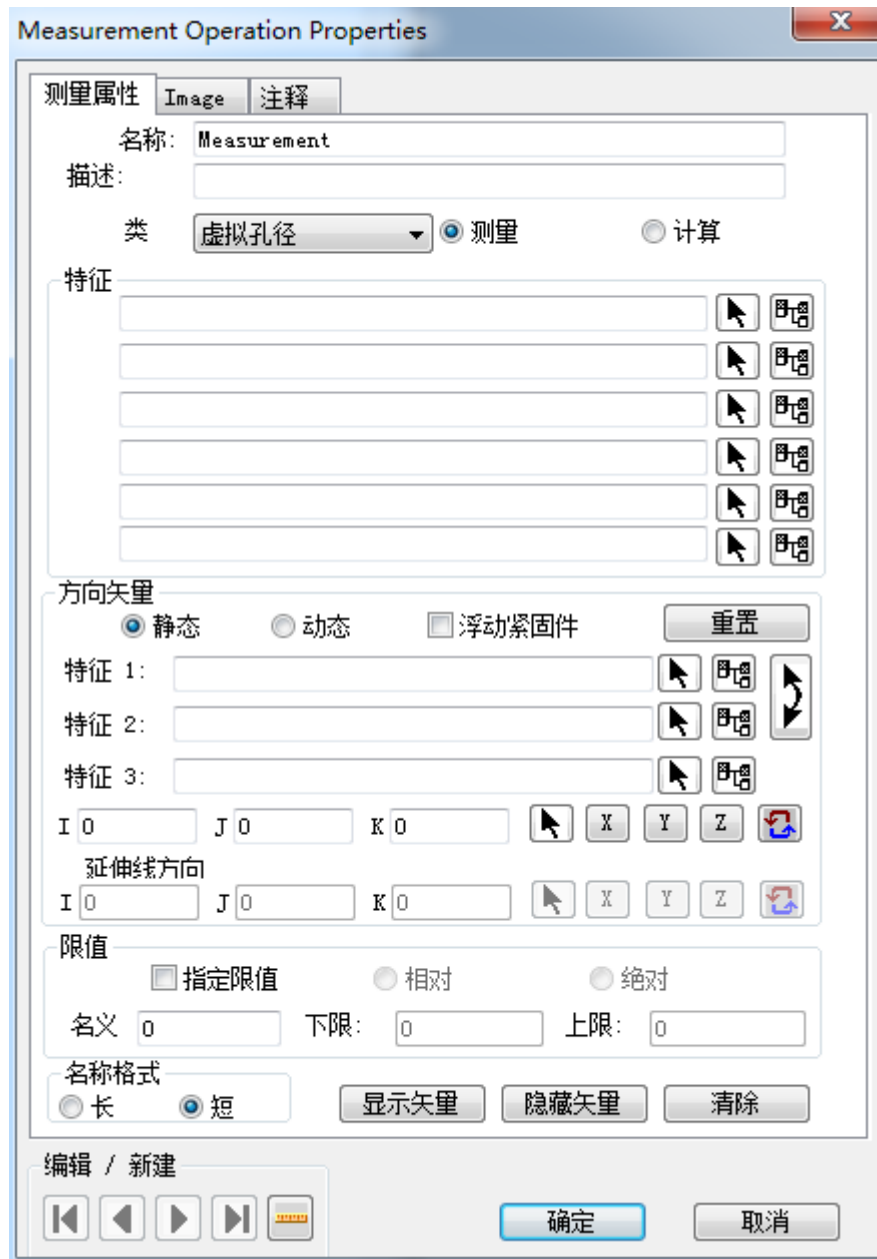 Measurement Operation Properties
测量属性 Image 注释
名称: Measurement
描述:
类 虚拟孔径 测量 计算
特征
方向矢量
静态 动态 浮动紧固件 重置
特征 1:
特征 2:
特征 3:
I 0 J 0 K 0 X Y Z
延伸线方向
I 0 J 0 K 0 X Y Z
限值
指定限值 相对 绝对
名义 0 下限: 0 上限: 0
名称格式
长 短 显示矢量 隐藏矢量 清除
编辑 / 新建
确定 取消